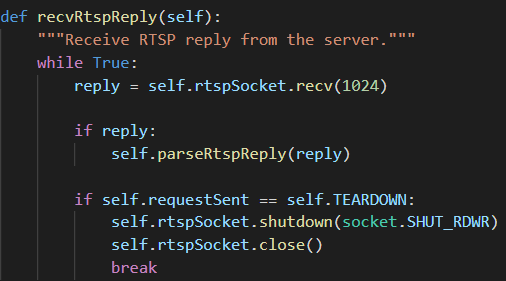 def recvRtspReply(self):
    """Receive RTSP reply from the server."""
    while True:
        reply = self.rtspSocket.recv(1024)

        if reply:
            self.parseRtspReply(reply)

        if self.requestSent == self.TEARDOWN:
            self.rtspSocket.shutdown(socket.SHUT_RDWR)
            self.rtspSocket.close()
            break